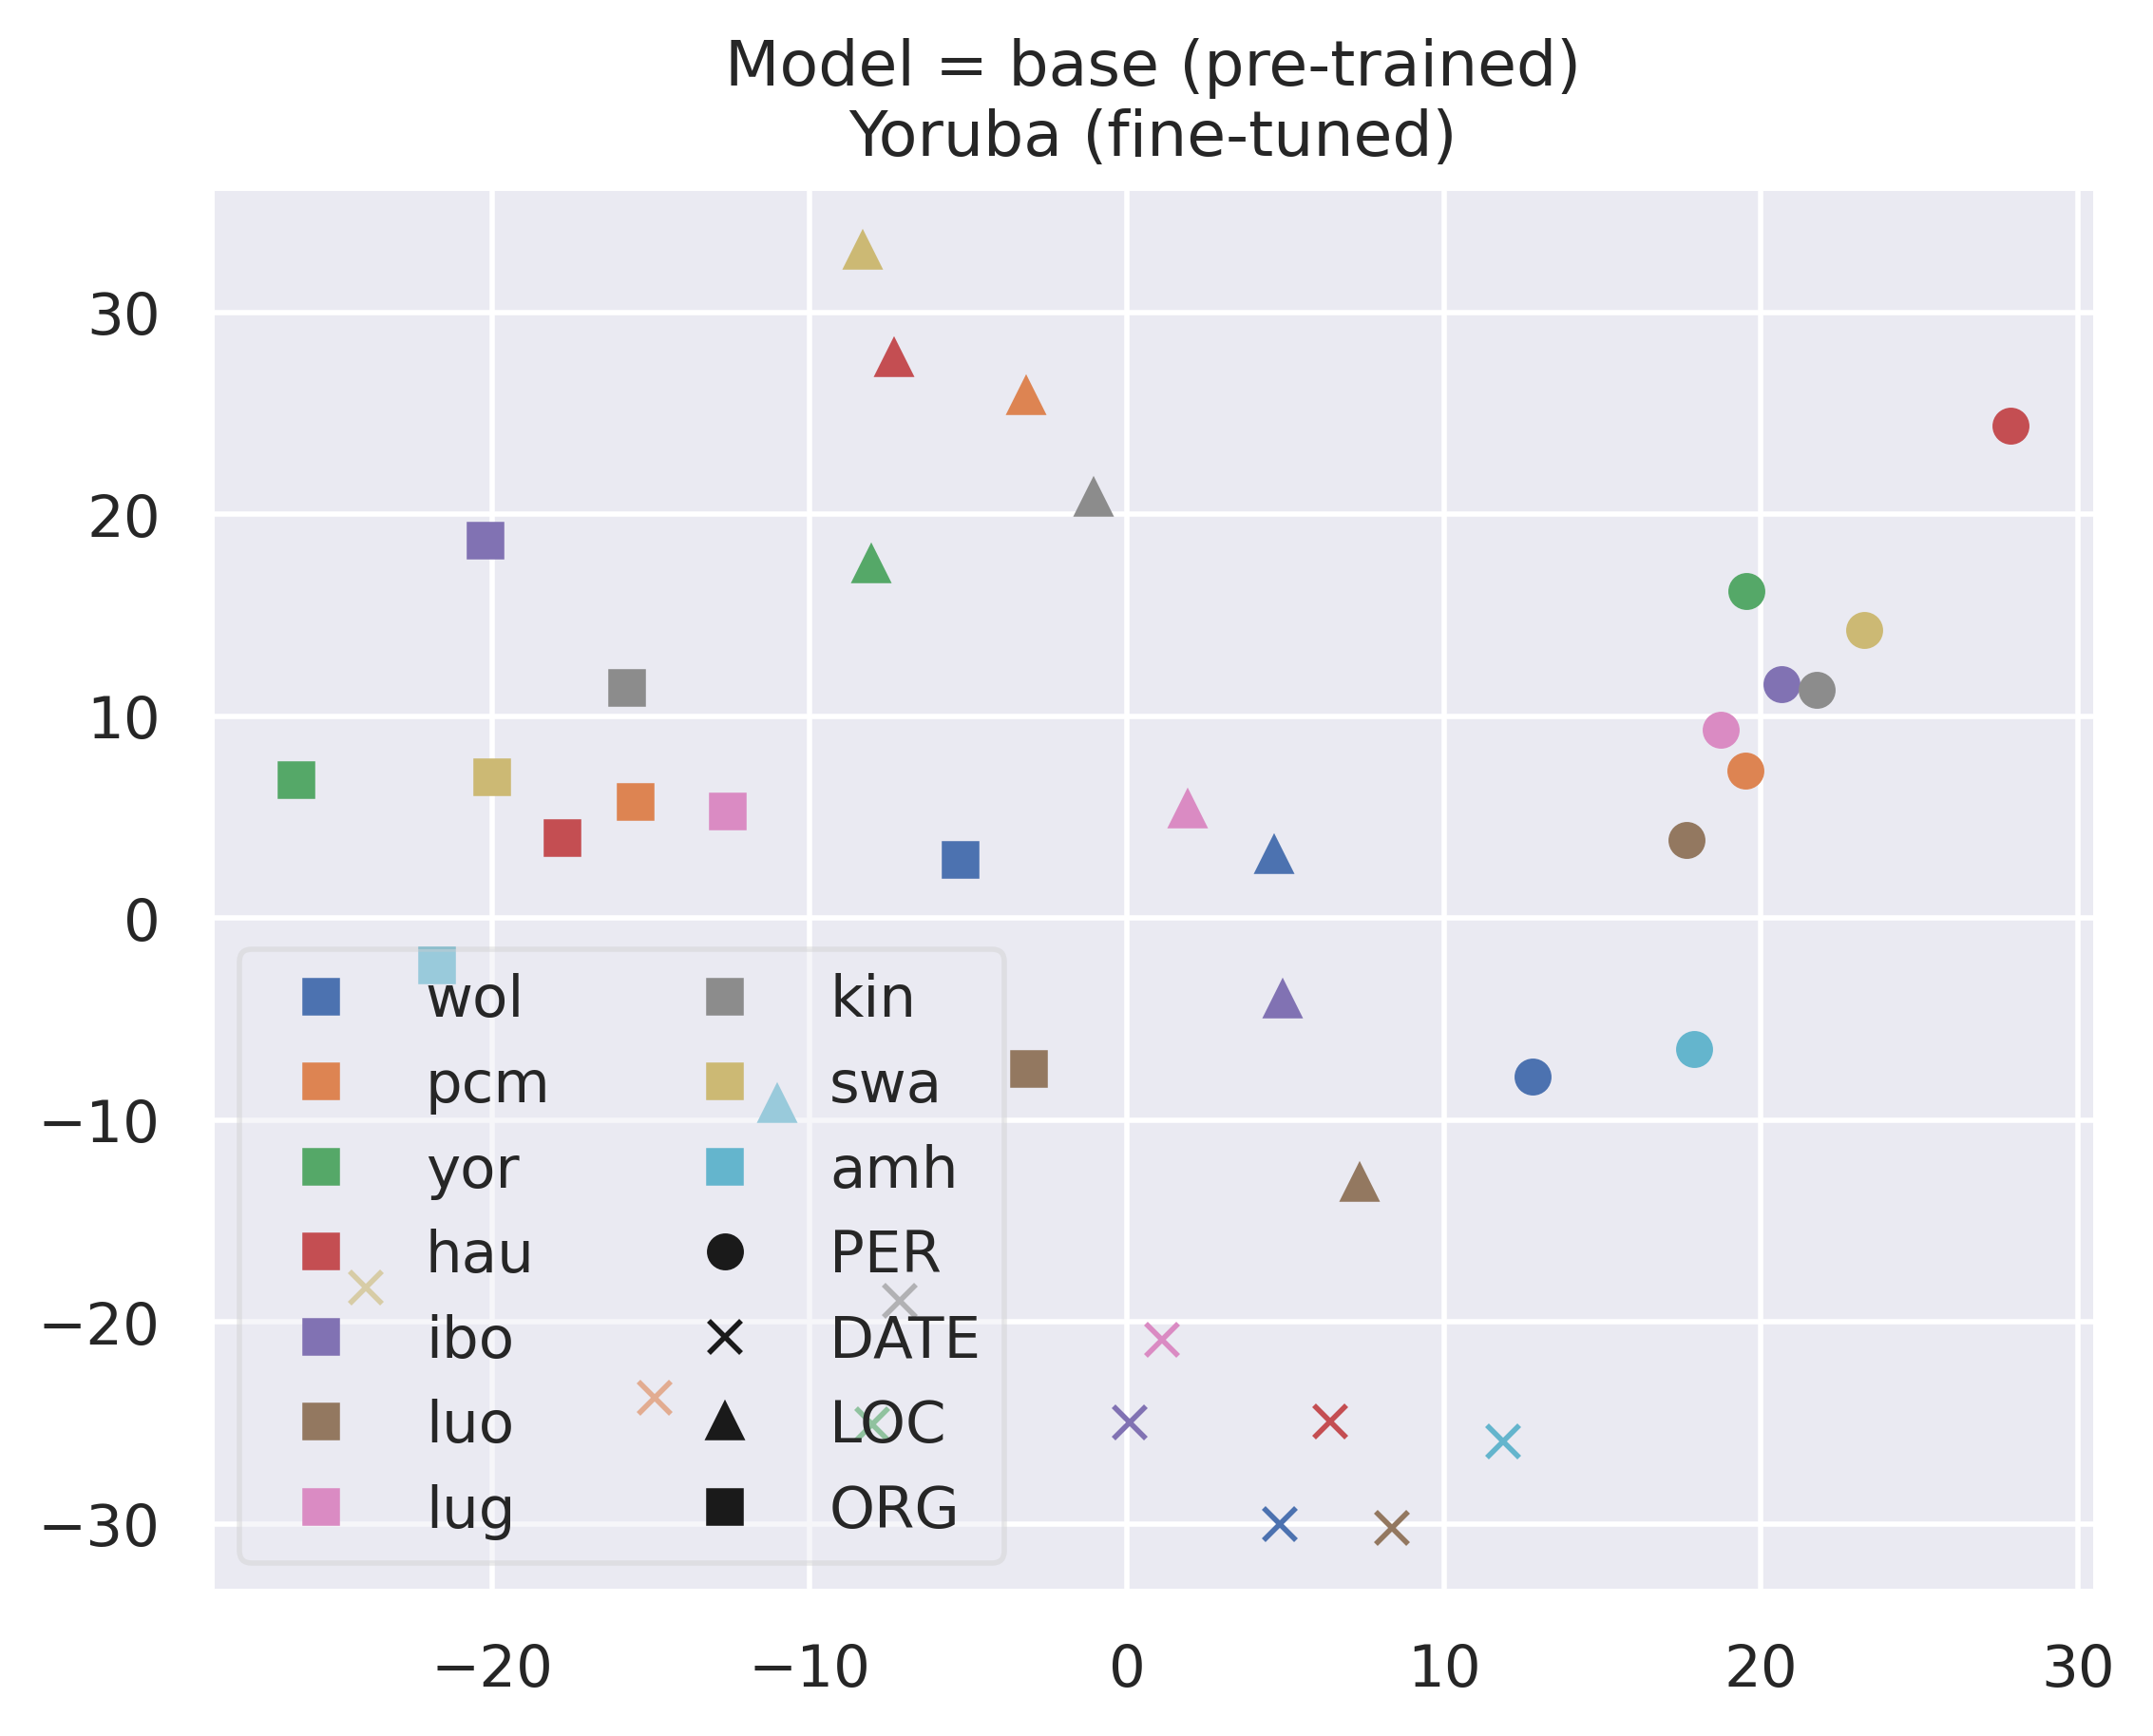 Model = base (pre-trained)
Yoruba (fine-tuned)
30
20
10
0
−10
−20
−30
wol
pcm
yor
hau
ibo
luo
lug
kin
swa
amh
PER
DATE
LOC
ORG
−20 −10 0 10 20 30